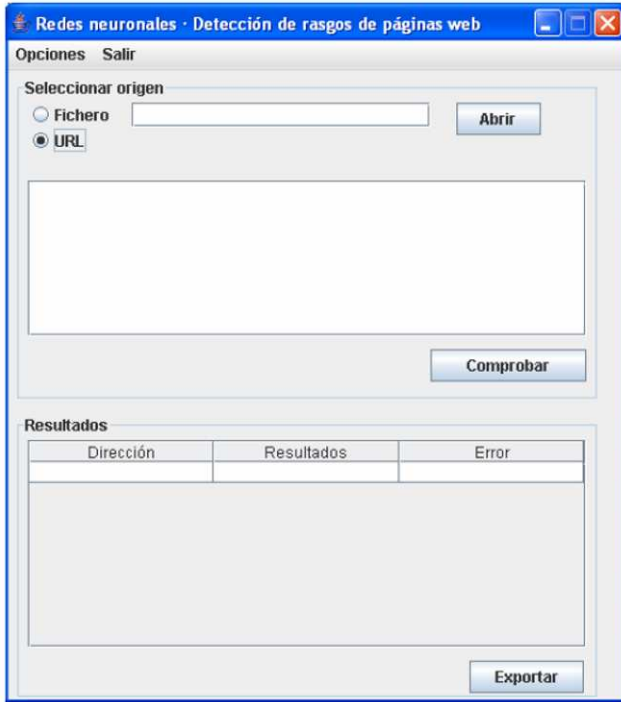 Redes neuronales · Detección de rasgos de páginas web
Opciones Salir
Seleccionar origen
Fichero
Abrir
URL
Comprobar
Resultados
Dirección Resultados Error
Exportar